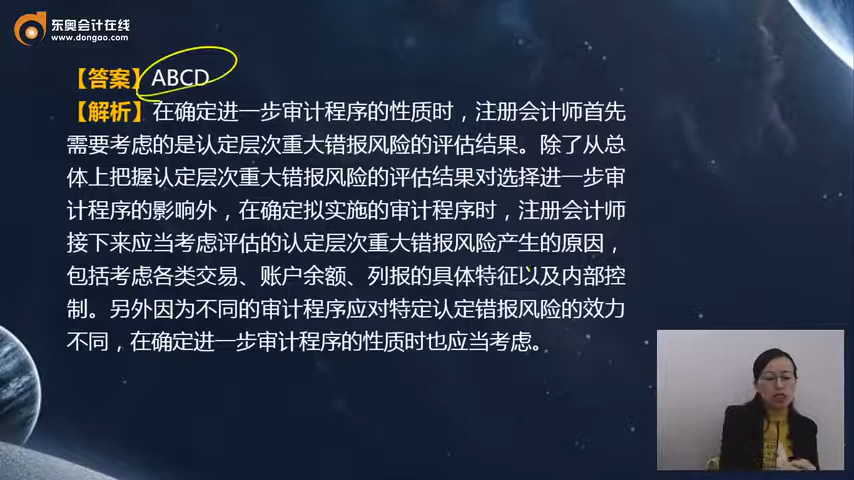 东奥会计在线
www.dongao.com
【答案】ABCD
【解析】在确定进一步审计程序的性质时，注册会计师首先
需要考虑的是认定层次重大错报风险的评估结果。除了从总
体上把握认定层次重大错报风险的评估结果对选择进一步审
计程序的影响外，在确定拟实施的审计程序时，注册会计师
接下来应当考虑评估的认定层次重大错报风险产生的原因，
包括考虑各类交易、账户余额、列报的具体特征以及内部控
制。另外因为不同的审计程序应对特定认定错报风险的效力
不同，在确定进一步审计程序的性质时也应当考虑。